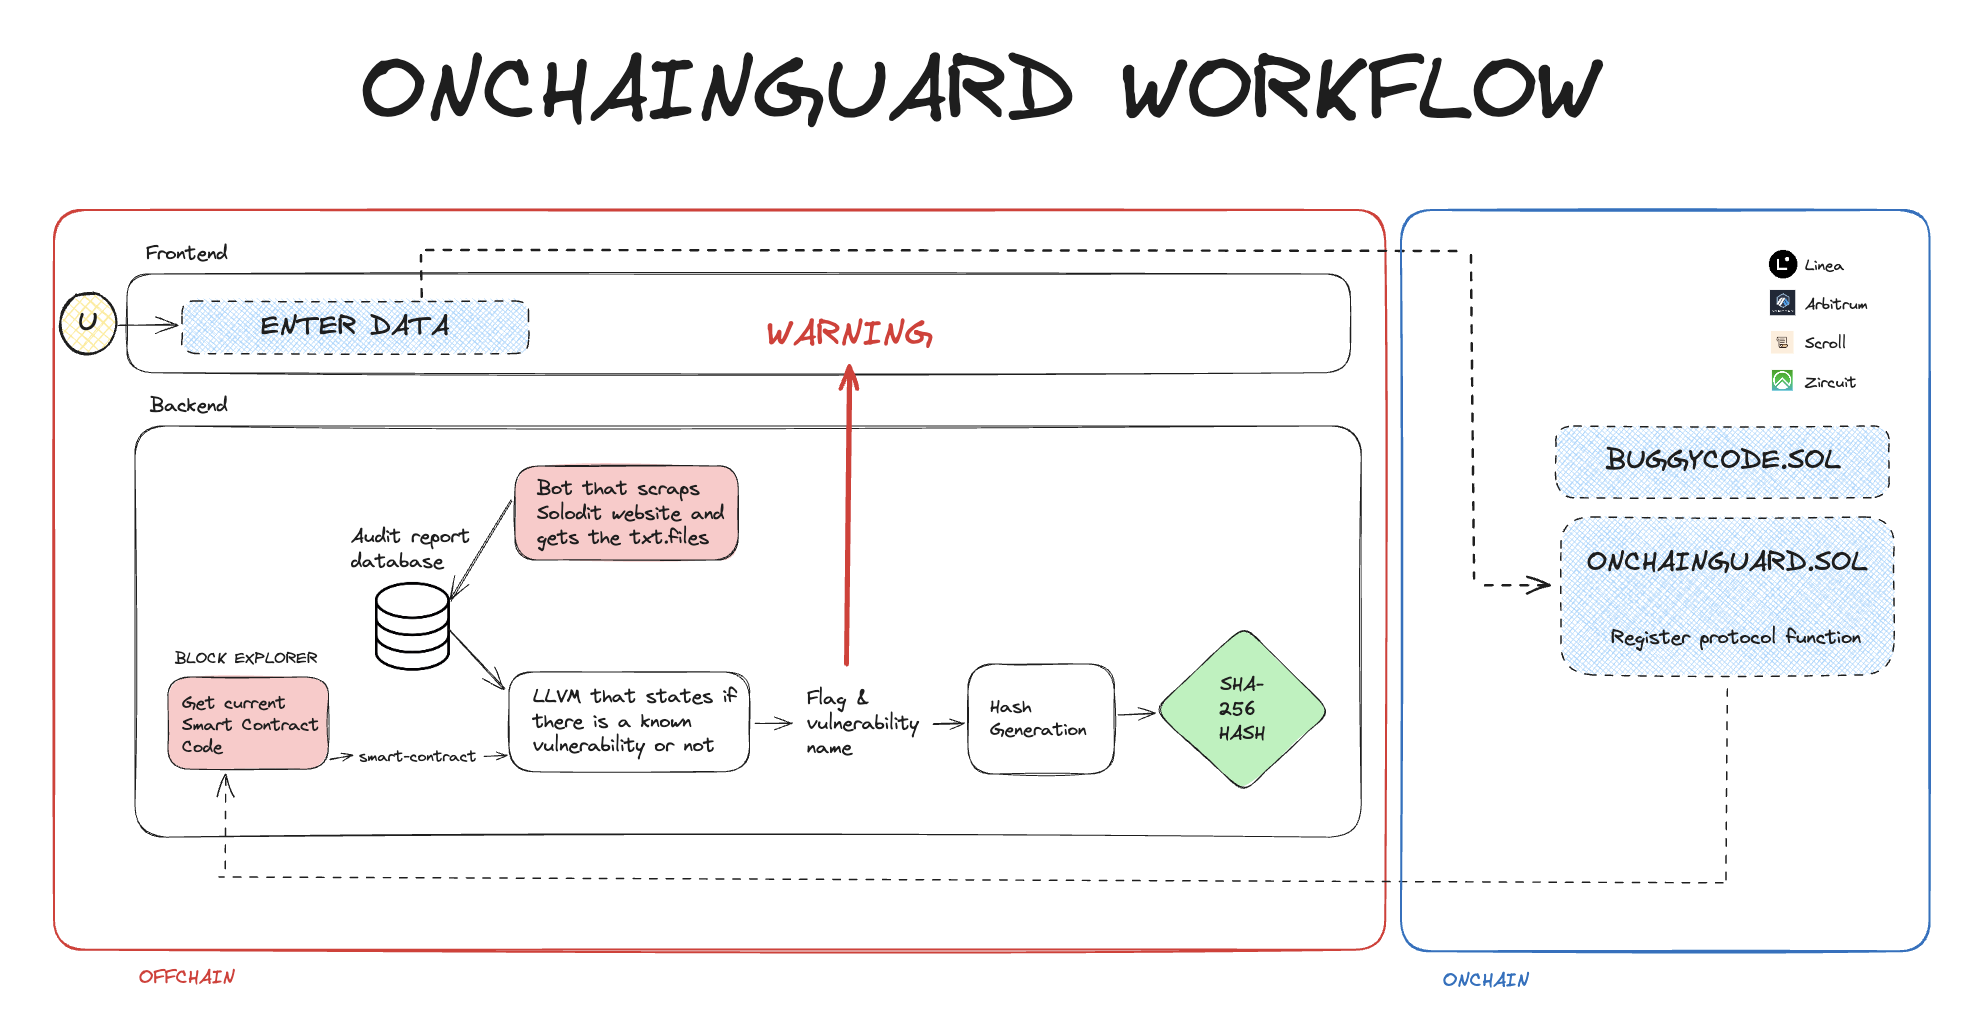 ONCHAINGUARD WORKFLOW
Frontend
U
ENTER DATA
WARNING
Backend
Bot that scraps
Solodit website and
gets the txt.files
Audit report
database
BLOCK EXPLORER
Get current
Smart Contract
Code
smart-contract
LLVM that states if
there is a known
vulnerability or not
Flag &
vulnerability
name
Hash
Generation
SHA-
256
HASH
OFFCHAIN
Linea
Arbitrum
Scroll
Zircuit
BUGGYCODE.SOL
ONCHAINGUARD.SOL
Register protocol function
ONCHAIN